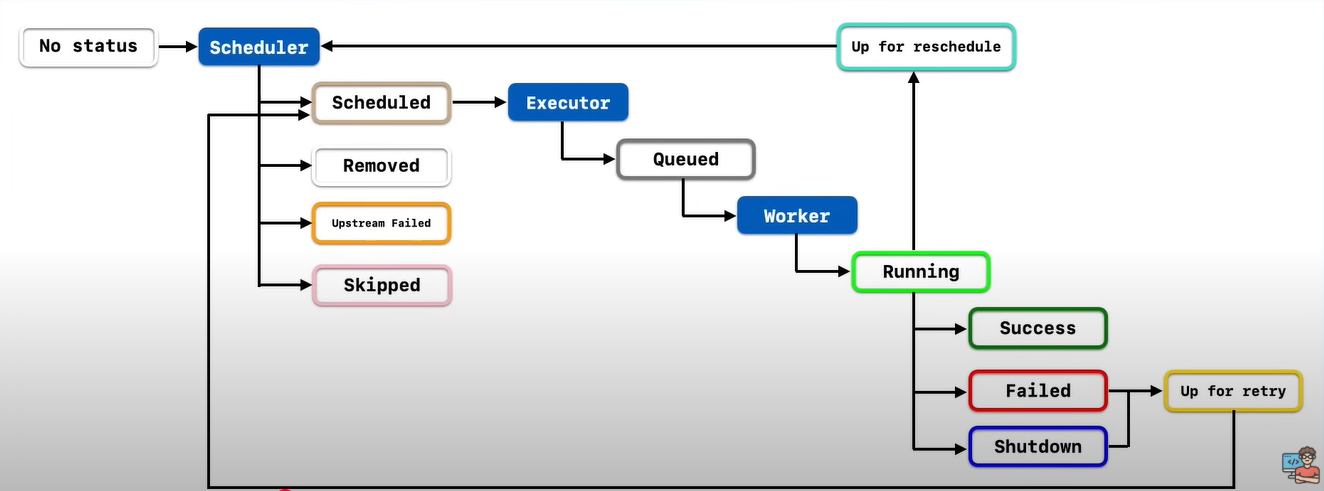 No status
Scheduler
Up for reschedule
Scheduled
Executor
Removed
Queued
Upstream Failed
Worker
Skipped
Running
Success
Failed
Up for retry
Shutdown